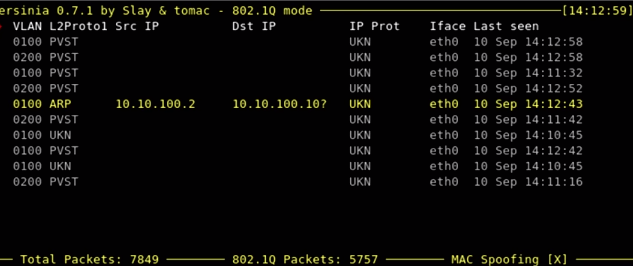 ersinia 0.7.1 by Slay & tomac - 802.1Q mode [14:12:59]
VLAN L2Proto1 Src IP Dst IP IP Prot Iface Last seen
0100 PVST UKN eth0 10 Sep 14:12:58
0200 PVST UKN eth0 10 Sep 14:12:58
0100 PVST UKN eth0 10 Sep 14:11:32
0200 PVST UKN eth0 10 Sep 14:12:52
0100 ARP 10.10.100.2 10.10.100.10? UKN eth0 10 Sep 14:12:43
0200 PVST UKN eth0 10 Sep 14:11:42
0100 UKN UKN eth0 10 Sep 14:10:45
0100 PVST UKN eth0 10 Sep 14:12:42
0100 UKN UKN eth0 10 Sep 14:10:45
0200 PVST UKN eth0 10 Sep 14:11:16
Total Packets: 7849 802.1Q Packets: 5757 MAC Spoofing [X]